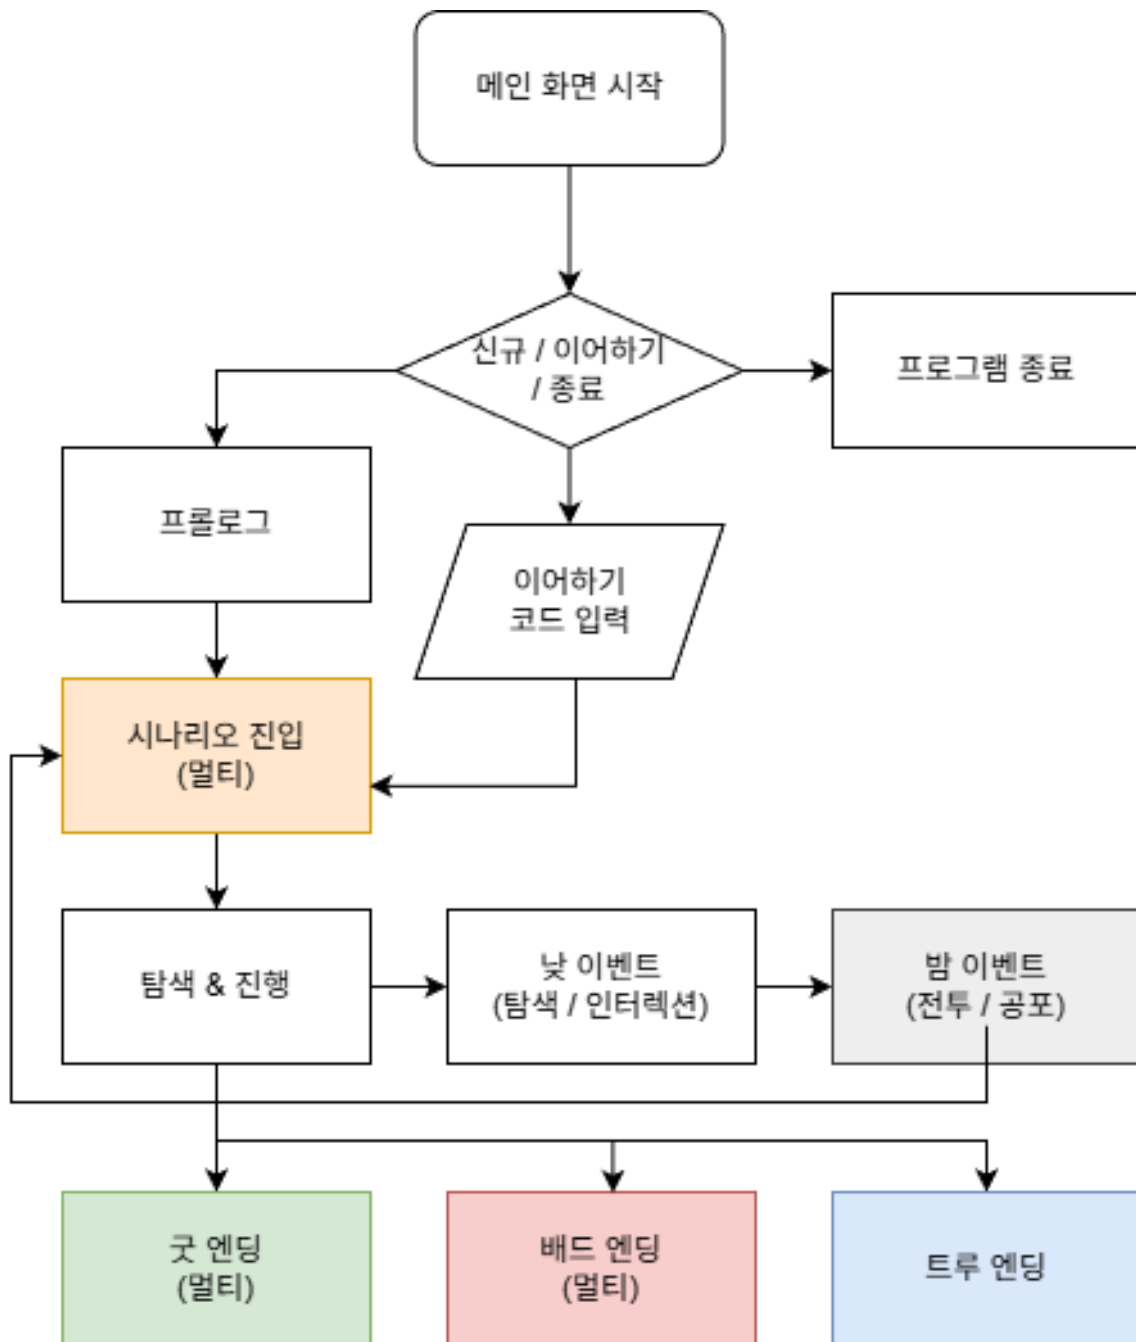 메인 화면 시작
신규 / 이어하기
/ 종료
프로그램 종료
프롤로그
이어하기
코드 입력
시나리오 진입
(멀티)
탐색 & 진행
낮 이벤트
(탐색 / 인터렉션)
밤 이벤트
(전투 / 공포)
굿 엔딩
(멀티)
배드 엔딩
(멀티)
트루 엔딩